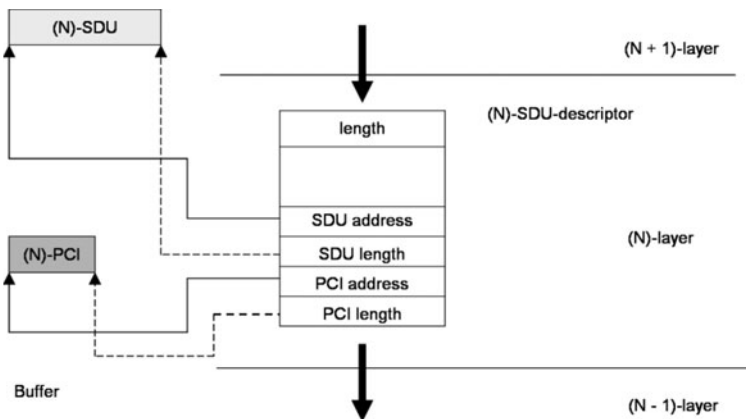 (N)-SDU
(N + 1)-layer
(N)-SDU-descriptor
length
SDU address
SDU length
PCI address
PCI length
(N)-PCI
(N)-layer
Buffer
(N - 1)-layer